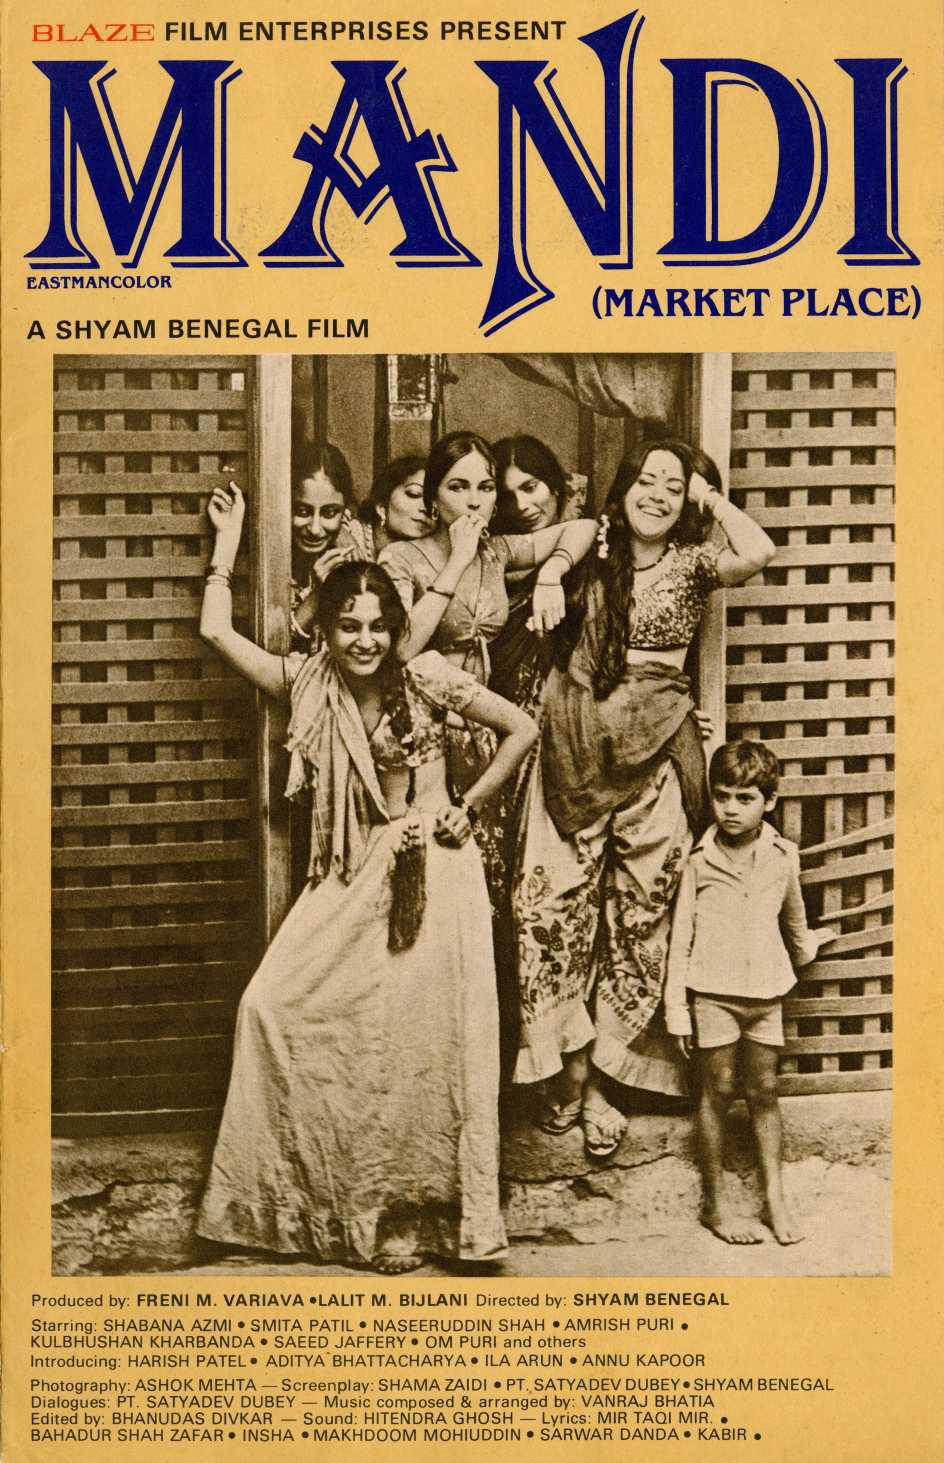 BLAZE FILM ENTERPRISES PRESENT
MANDI
EASTMANCOLOR
(MARKET PLACE)
A SHYAM BENEGAL FILM
Produced by: FRENI M. VARIAVA •LALIT M. BIJLANI Directed by: SHYAM BENEGAL
Starring: SHABANA AZMI • SMITA PATIL • NASEERUDDIN SHAH • AMRISH PURI •
KULBHUSHAN KHARBANDA • SAEED JAFFERY • OM PURI and others
Introducing: HARISH PATEL • ADITYA BHATTACHARYA • ILA ARUN • ANNU KAPOOR
Photography: ASHOK MEHTA — Screenplay: SHAMA ZAIDI • PT. SATYADEV DUBEY • SHYAM BENEGAL
Dialogues: PT. SATYADEV DUBEY — Music composed & arranged by: VANRAJ BHATIA
Edited by: BHANUDAS DIVKAR — Sound: HITENDRA GHOSH — Lyrics: MIR TAQI MIR. •
BAHADUR SHAH ZAFAR • INSHA • MAKHDOOM MOHIUDDIN • SARWAR DANDA • KABIR •